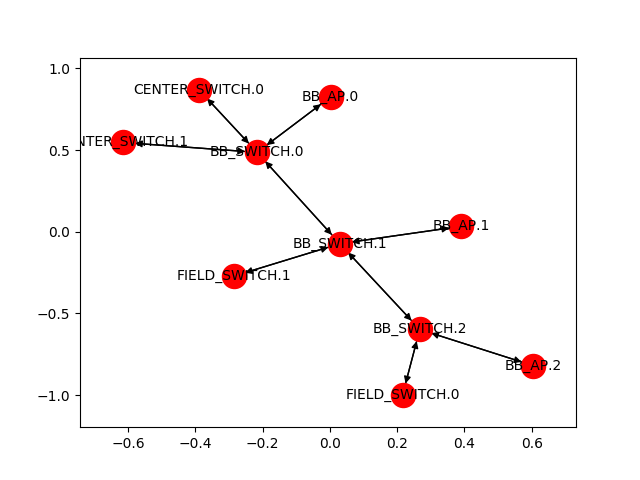 1.0
CENTER_SWITCH.0
BB_AP.0
NTER_SWITCH.1
0.5
BB_SWITCH.0
BB_AP.1
0.0
BB_SWITCH.1
FIELD_SWITCH.1
−0.5
BB_SWITCH.2
BB_AP.2
−1.0
FIELD_SWITCH.0
−0.6 −0.4 −0.2 0.0 0.2 0.4 0.6